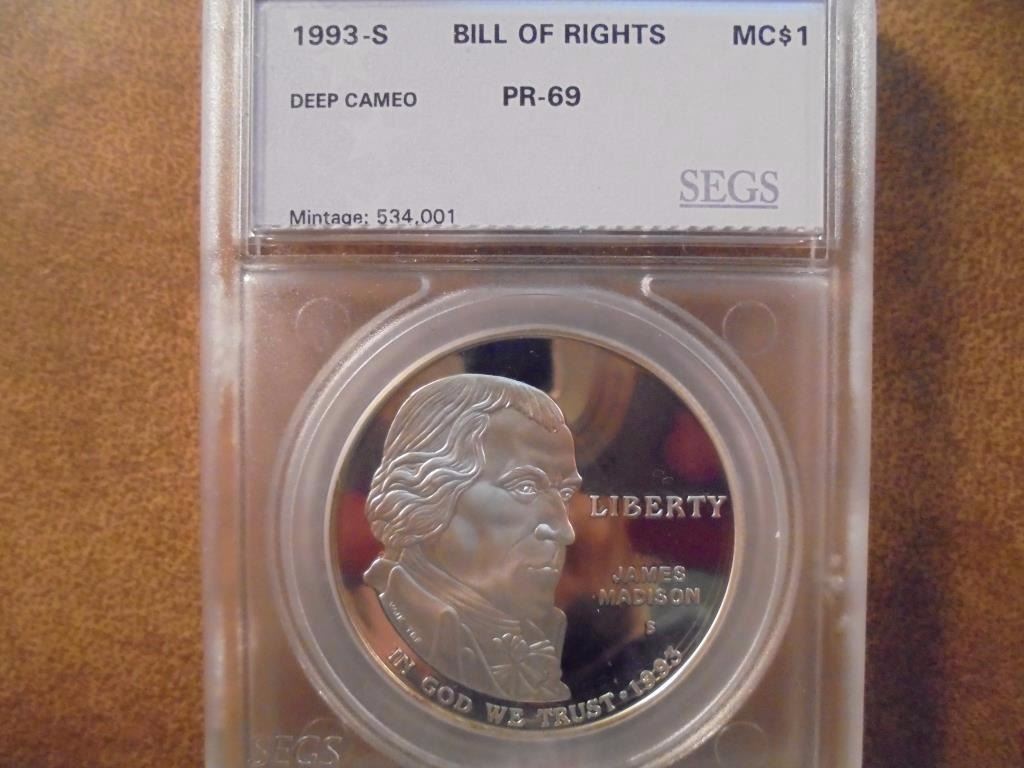 1993-S BILL OF RIGHTS MC$1
DEEP CAMEO PR-69
SEGS
Mintage: 534,001
LIBERTY
JAMES
MADISON
S
IN GOD WE TRUST · 1993
SEGS